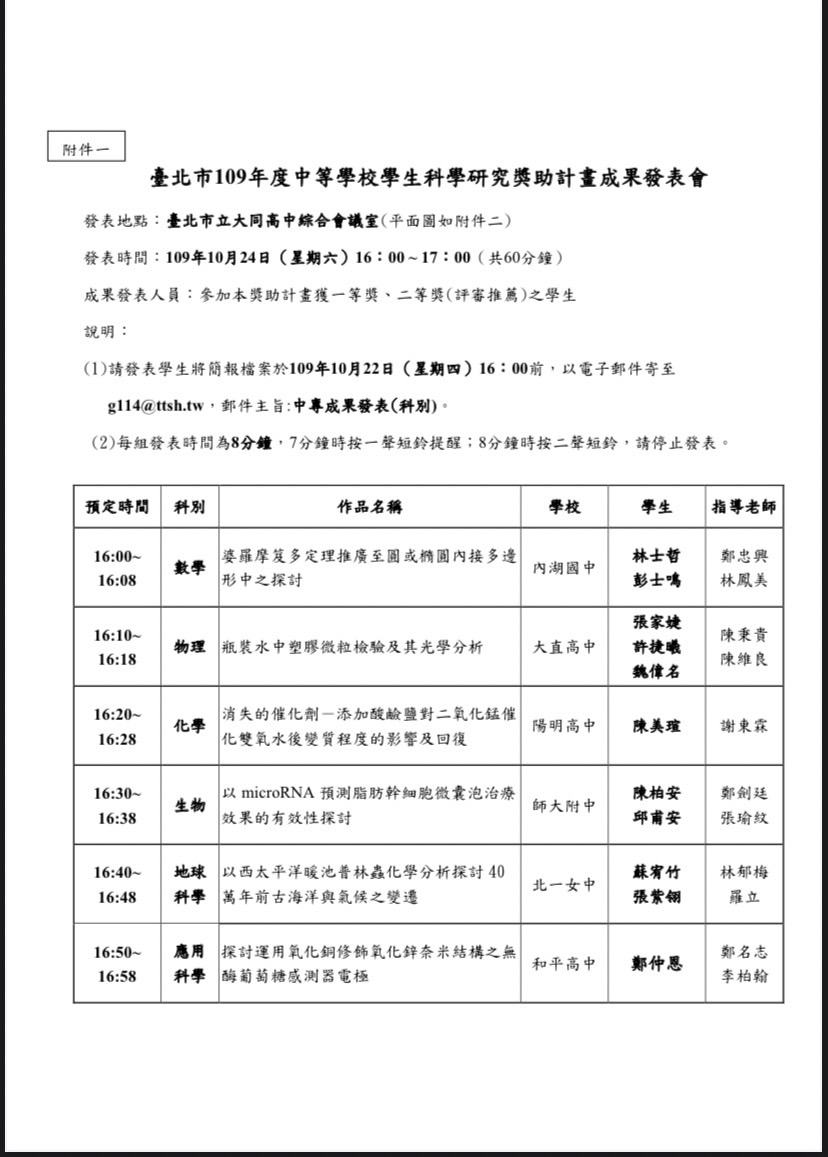 附件一
臺北市109年度中等學校學生科學研究獎助計畫成果發表會
發表地點：臺北市立大同高中綜合會議室(平面圖如附件二)
發表時間：109年10月24日（星期六）16：00～17：00（共60分鐘）
成果發表人員：參加本獎助計畫獲一等獎、二等獎(評審推薦)之學生
說明：
(1)請發表學生將簡報檔案於109年10月22日（星期四）16：00前，以電子郵件寄至
g114@ttsh.tw，郵件主旨:中專成果發表(科別)。
(2)每組發表時間為8分鐘，7分鐘時按一聲短鈴提醒；8分鐘時按二聲短鈴，請停止發表。
預定時間 科別 作品名稱 學校 學生 指導老師
16:00~
16:08
數學
婆羅摩笈多定理推廣至圓或橢圓內接多邊
形中之探討
內湖國中
林士哲
彭士鳴
鄭忠興
林鳳美
16:10~
16:18
物理
瓶裝水中塑膠微粒檢驗及其光學分析
大直高中
張家婕
許捷曦
魏偉名
陳秉貴
陳維良
16:20~
16:28
化學
消失的催化劑－添加酸鹼鹽對二氧化錳催
化雙氧水後變質程度的影響及回復
陽明高中
陳美瑄
謝東霖
16:30~
16:38
生物
以 microRNA 預測脂肪幹細胞微囊泡治療
效果的有效性探討
師大附中
陳柏安
邱甫安
鄭劍廷
張瑜紋
16:40~
16:48
地球
科學
以西太平洋暖池普林蟲化學分析探討 40
萬年前古海洋與氣候之變遷
北一女中
蘇宥竹
張紫翎
林郁梅
羅立
16:50~
16:58
應用
科學
探討運用氧化銅修飾氧化鋅奈米結構之無
酶葡萄糖感測器電極
和平高中
鄭仲恩
鄭名志
李柏翰